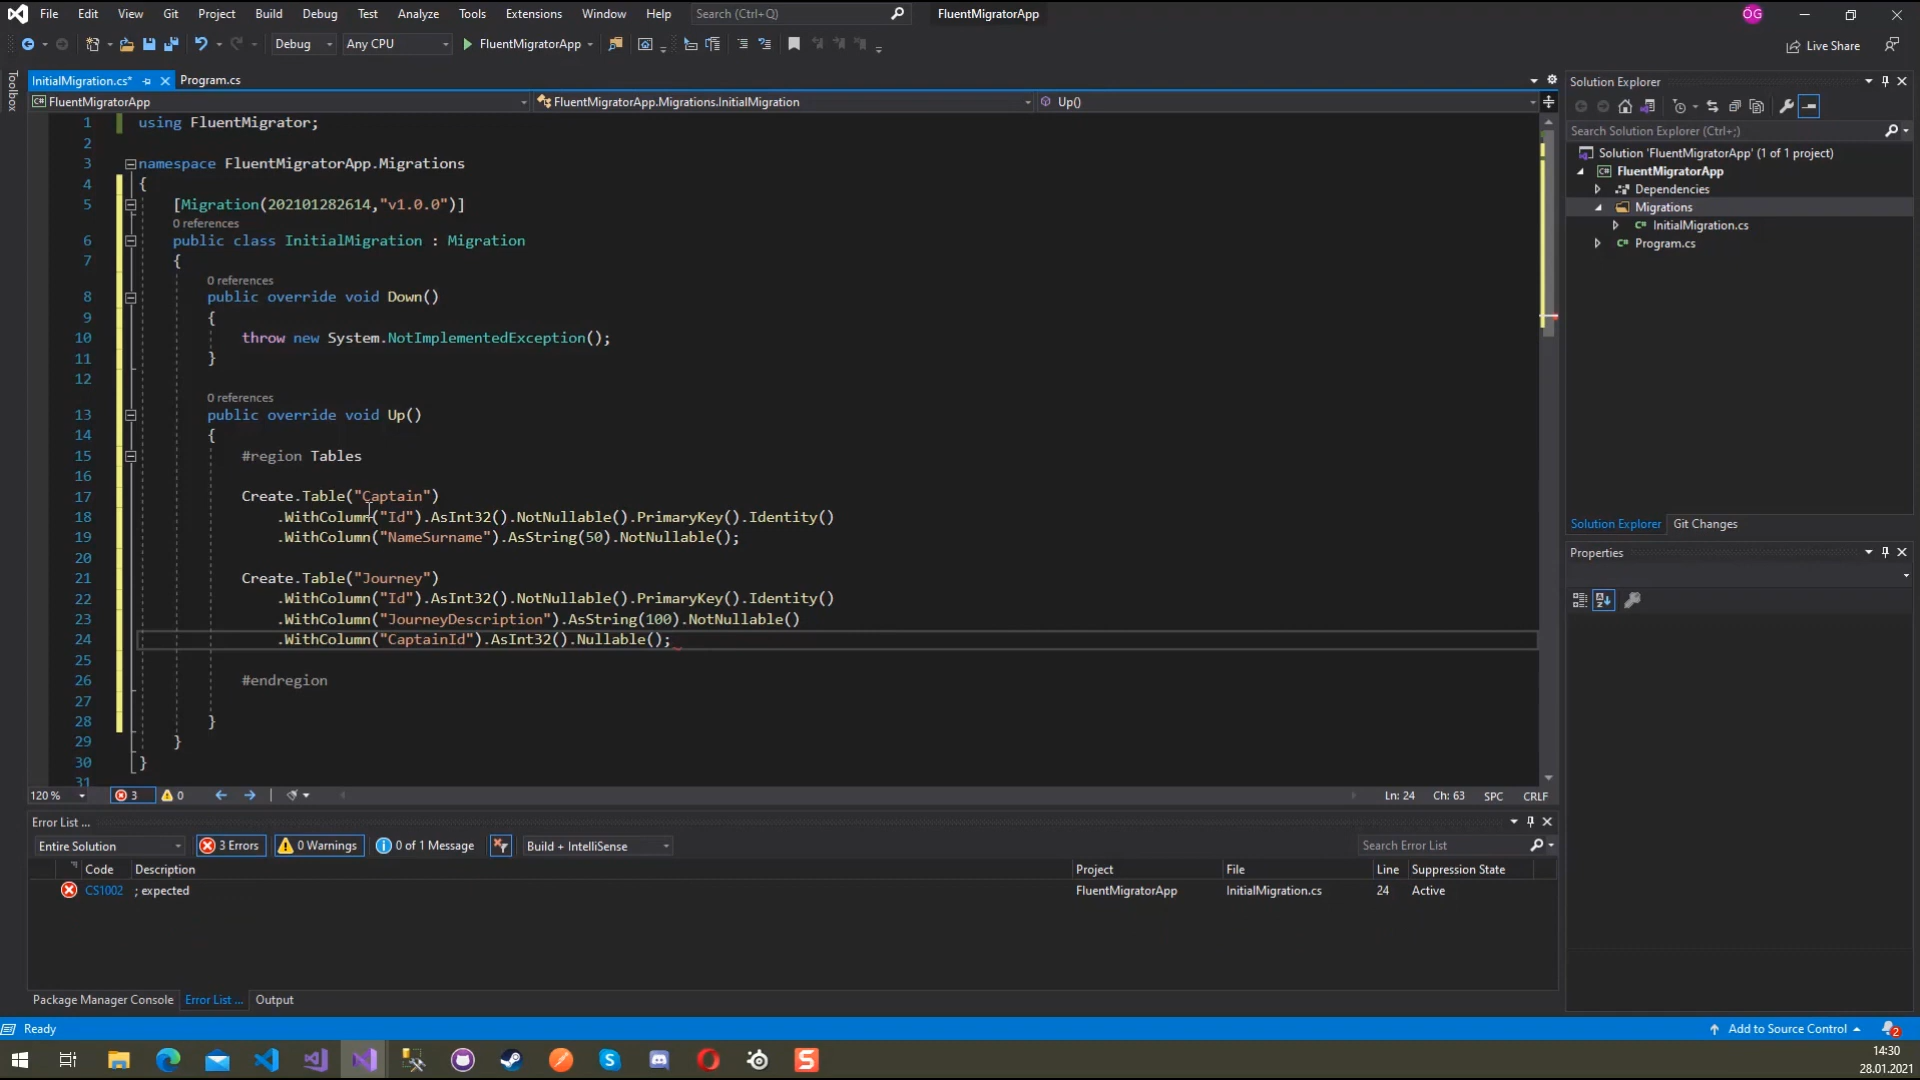 File Edit View Git Project Build Debug Test Analyze Tools Extensions Window Help Search (Ctrl+Q) FluentMigratorApp ÖG
Debug Any CPU FluentMigratorApp Live Share
Toolbox
InitialMigration.cs* Program.cs
FluentMigratorApp FluentMigratorApp.Migrations.InitialMigration Up()
1 using FluentMigrator;
2
3 namespace FluentMigratorApp.Migrations
4 {
5 [Migration(202101282614,"v1.0.0")]
0 references
6 public class InitialMigration : Migration
7 {
0 references
8 public override void Down()
9 {
10 throw new System.NotImplementedException();
11 }
12
0 references
13 public override void Up()
14 {
15 #region Tables
16
17 Create.Table("Captain")
18 .WithColumn("Id").AsInt32().NotNullable().PrimaryKey().Identity()
19 .WithColumn("NameSurname").AsString(50).NotNullable();
20
21 Create.Table("Journey")
22 .WithColumn("Id").AsInt32().NotNullable().PrimaryKey().Identity()
23 .WithColumn("JourneyDescription").AsString(100).NotNullable()
24 .WithColumn("CaptainId").AsInt32().Nullable();
25
26 #endregion
27
28 }
29 }
30 }
31
120 % 3 0 Ln: 24 Ch: 63 SPC CRLF
Error List ...
Entire Solution 3 Errors 0 Warnings 0 of 1 Message Build + IntelliSense Search Error List
Code Description Project File Line Suppression State
CS1002 ; expected FluentMigratorApp InitialMigration.cs 24 Active
Package Manager Console Error List ... Output
Solution Explorer
Search Solution Explorer (Ctrl+;)
Solution 'FluentMigratorApp' (1 of 1 project)
FluentMigratorApp
Dependencies
Migrations
InitialMigration.cs
Program.cs
Solution Explorer Git Changes
Properties
Ready Add to Source Control 2
14:30
28.01.2021